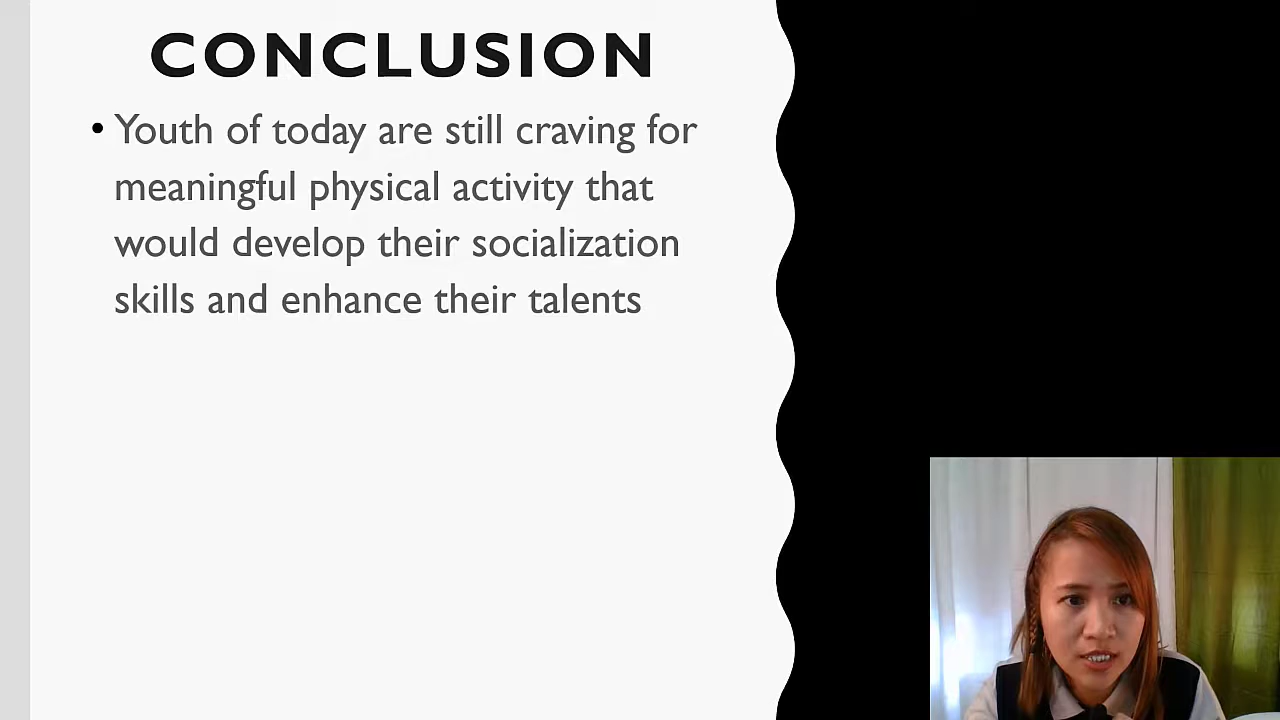 CONCLUSION
• Youth of today are still craving for
meaningful physical activity that
would develop their socialization
skills and enhance their talents